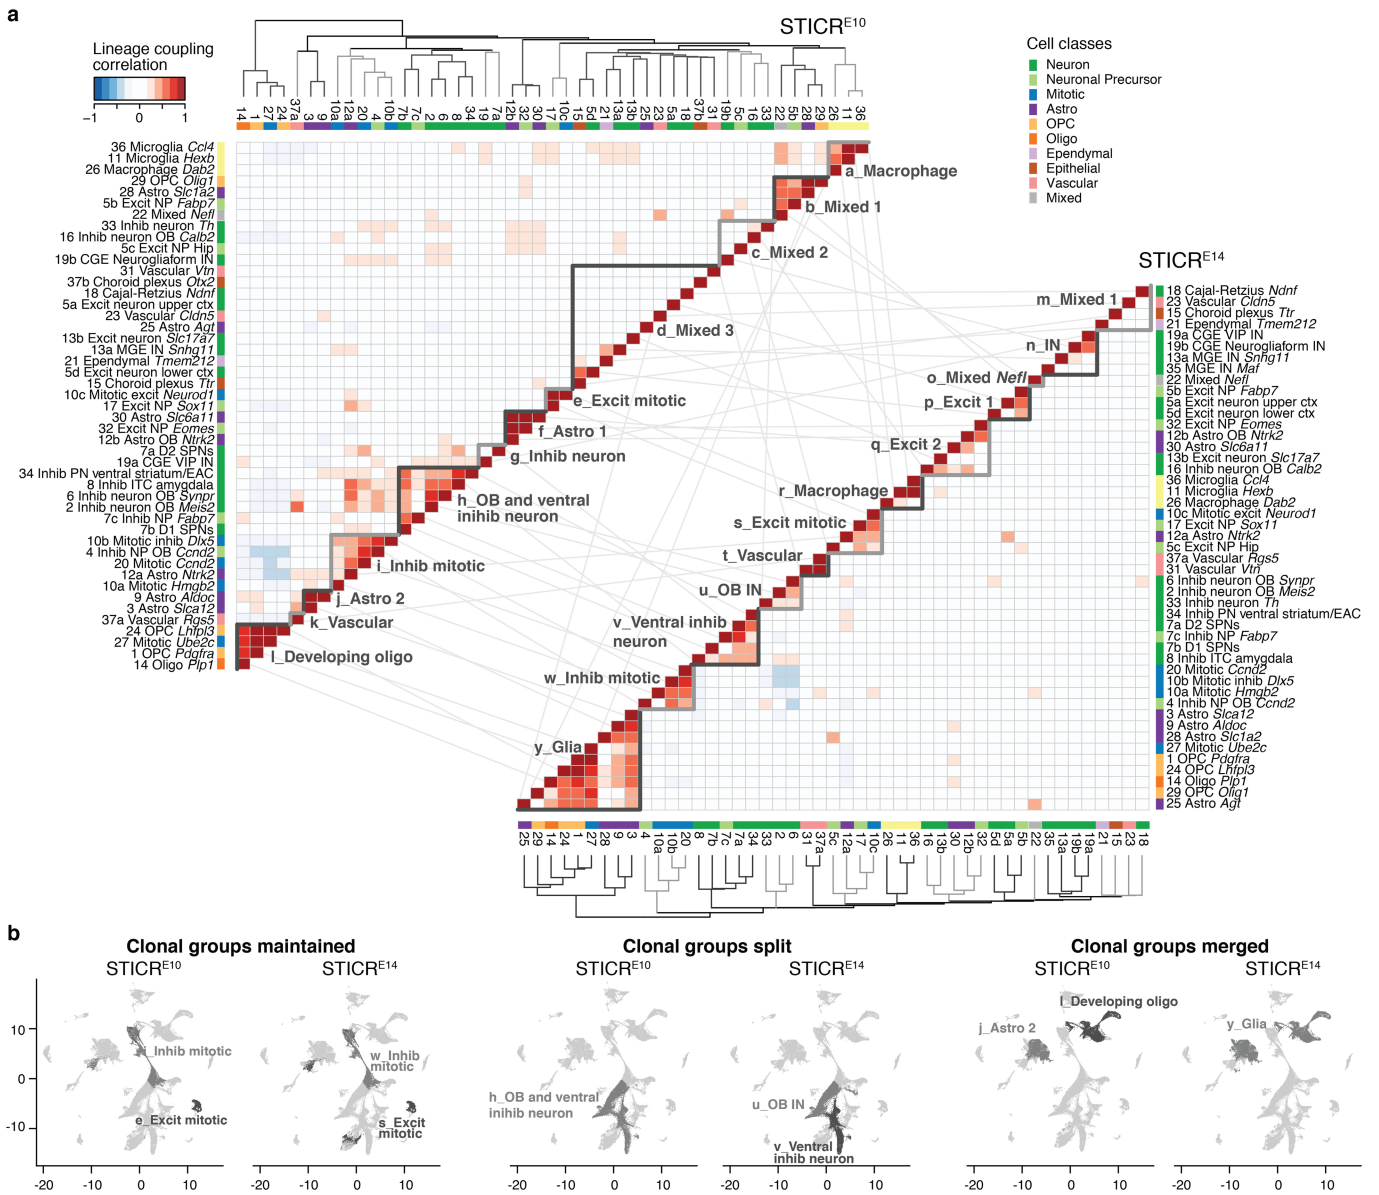 a
STICR^E10
Lineage coupling
correlation
−1 0 1
Cell classes
Neuron
Neuronal Precursor
Mitotic
Astro
OPC
Oligo
Ependymal
Epithelial
Vascular
Mixed
14 1 27 24 37a 3 9 10a 12a 20 4 10b 7b 7c 2 6 8 34 19 7a 12b 32 30 17 10c 15 5d 21 13a 13b 25 23 5a 18 37b 31 19b 5c 16 33 22 5b 28 29 26 11 36
36 Microglia Ccl4
11 Microglia Hexb
26 Macrophage Dab2
29 OPC Olig1
28 Astro Slc1a2
5b Excit NP Fabp7
22 Mixed Nefl
33 Inhib neuron Th
16 Inhib neuron OB Calb2
5c Excit NP Hip
19b CGE Neurogliaform IN
31 Vascular Vtn
37b Choroid plexus Otx2
18 Cajal-Retzius Ndnf
5a Excit neuron upper ctx
23 Vascular Cldn5
25 Astro Agt
13b Excit neuron Slc17a7
13a MGE IN Snhg11
21 Ependymal Tmem212
5d Excit neuron lower ctx
15 Choroid plexus Ttr
10c Mitotic excit Neurod1
17 Excit NP Sox11
30 Astro Slc6a11
32 Excit NP Eomes
12b Astro OB Ntrk2
7a D2 SPNs
19a CGE VIP IN
34 Inhib PN ventral striatum/EAC
8 Inhib ITC amygdala
6 Inhib neuron OB Synpr
2 Inhib neuron OB Meis2
7c Inhib NP Fabp7
7b D1 SPNs
10b Mitotic inhib Dlx5
4 Inhib NP OB Ccnd2
20 Mitotic Ccnd2
12a Astro Ntrk2
10a Mitotic Hmgb2
9 Astro Aldoc
3 Astro Slca12
37a Vascular Rgs5
24 OPC Lhfpl3
27 Mitotic Ube2c
1 OPC Pdgfra
14 Oligo Plp1
a_Macrophage
b_Mixed 1
c_Mixed 2
d_Mixed 3
e_Excit mitotic
f_Astro 1
g_Inhib neuron
h_OB and ventral
inihib neuron
i_Inhib mitotic
j_Astro 2
k_Vascular
l_Developing oligo
STICR^E14
m_Mixed 1
n_IN
o_Mixed Nefl
p_Excit 1
q_Excit 2
r_Macrophage
s_Excit mitotic
t_Vascular
u_OB IN
v_Ventral inhib
neuron
w_Inhib mitotic
y_Glia
18 Cajal-Retzius Ndnf
23 Vascular Cldn5
15 Choroid plexus Ttr
21 Ependymal Tmem212
19a CGE VIP IN
19b CGE Neurogliaform IN
13a MGE IN Snhg11
35 MGE IN Maf
22 Mixed Nefl
5b Excit NP Fabp7
5a Excit neuron upper ctx
5d Excit neuron lower ctx
32 Excit NP Eomes
12b Astro OB Ntrk2
30 Astro Slc6a11
13b Excit neuron Slc17a7
16 Inhib neuron OB Calb2
36 Microglia Ccl4
11 Microglia Hexb
26 Macrophage Dab2
10c Mitotic excit Neurod1
17 Excit NP Sox11
12a Astro Ntrk2
5c Excit NP Hip
37a Vascular Rgs5
31 Vascular Vtn
6 Inhib neuron OB Synpr
2 Inhib neuron OB Meis2
33 Inhib neuron Th
34 Inhib PN ventral striatum/EAC
7a D2 SPNs
7c Inhib NP Fabp7
7b D1 SPNs
8 Inhib ITC amygdala
20 Mitotic Ccnd2
10b Mitotic inhib Dlx5
10a Mitotic Hmgb2
4 Inhib NP OB Ccnd2
3 Astro Slca12
9 Astro Aldoc
28 Astro Slc1a2
27 Mitotic Ube2c
1 OPC Pdgfra
24 OPC Lhfpl3
14 Oligo Plp1
29 OPC Olig1
25 Astro Agt
25 29 14 24 1 27 28 9 3 4 10a 10b 20 8 7b 7c 7a 34 33 2 6 31 37a 5c 12a 17 10c 26 11 36 16 13b 30 12b 32 5d 5a 5b 22 35 13a 19b 19a 21 15 23 18
b
Clonal groups maintained
STICR^E10
STICR^E14
10
0
-10
i_Inhib mitotic
e_Excit mitotic
w_Inhib
mitotic
s_Excit
mitotic
-20 -10 0 10
-20 -10 0 10
Clonal groups split
STICR^E10
STICR^E14
h_OB and ventral
inihib neuron
u_OB IN
v_Ventral
inhib neuron
-20 -10 0 10
-20 -10 0 10
Clonal groups merged
STICR^E10
STICR^E14
l_Developing oligo
j_Astro 2
y_Glia
-20 -10 0 10
-20 -10 0 10